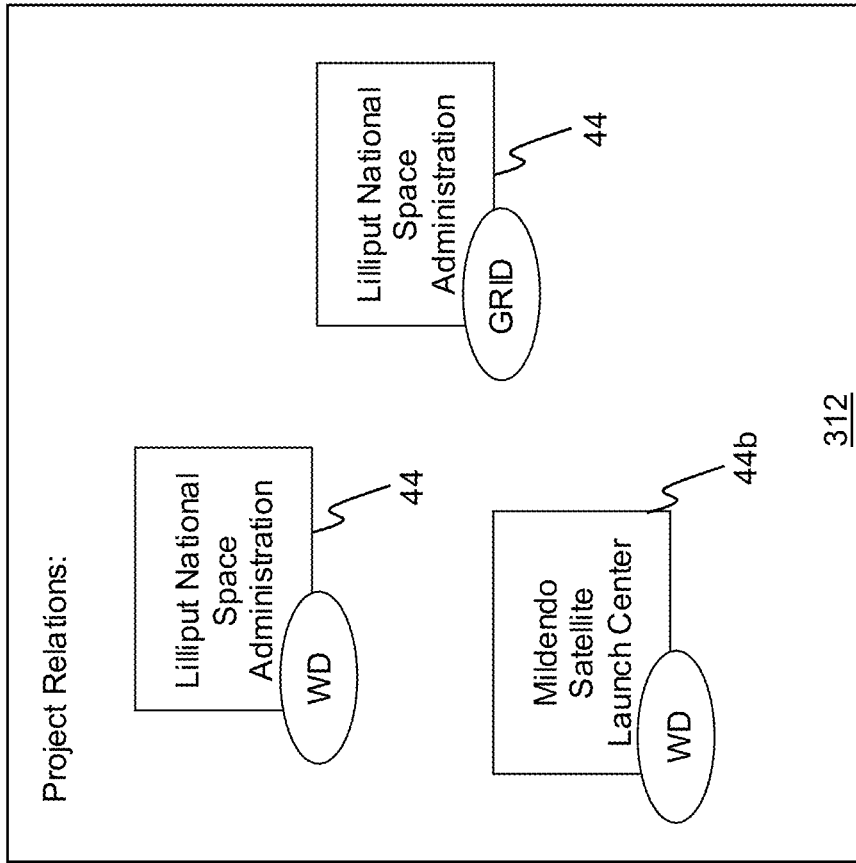 Project Relations:
Lilliput National
Space
Administration
WD
44
Lilliput National
Space
Administration
GRID
44
Mildendo
Satellite
Launch Center
WD
44b
312